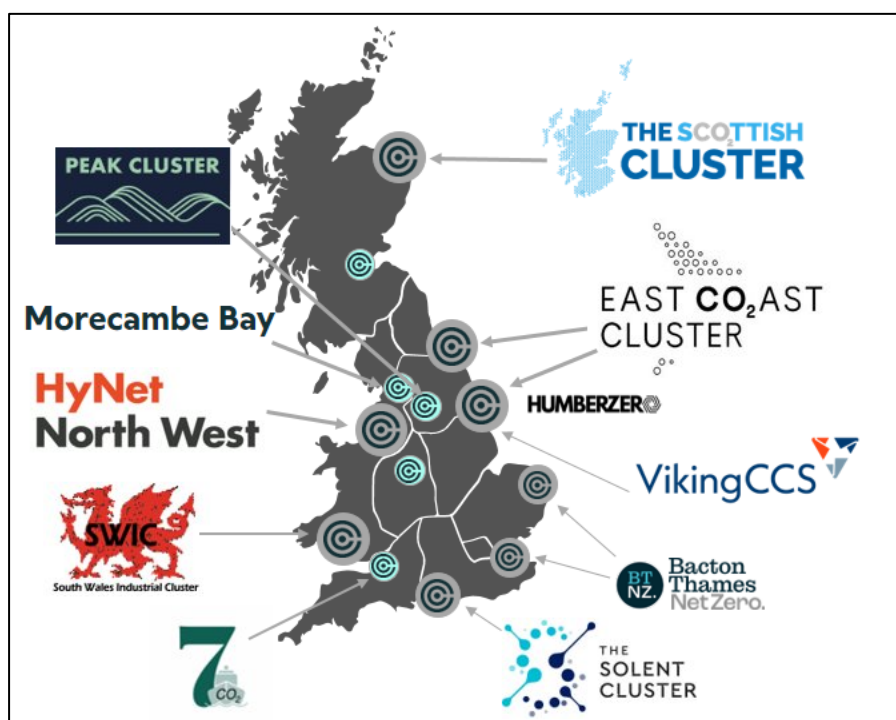 PEAK CLUSTER
THE SCO2TTISH
CLUSTER
Morecambe Bay
EAST CO₂AST
CLUSTER
HyNet
North West
HUMBERZERO
VikingCCS
SWIC
South Wales Industrial Cluster
BT
NZ.
Bacton
Thames
NetZero.
7
CO₂
THE
SOLENT
CLUSTER